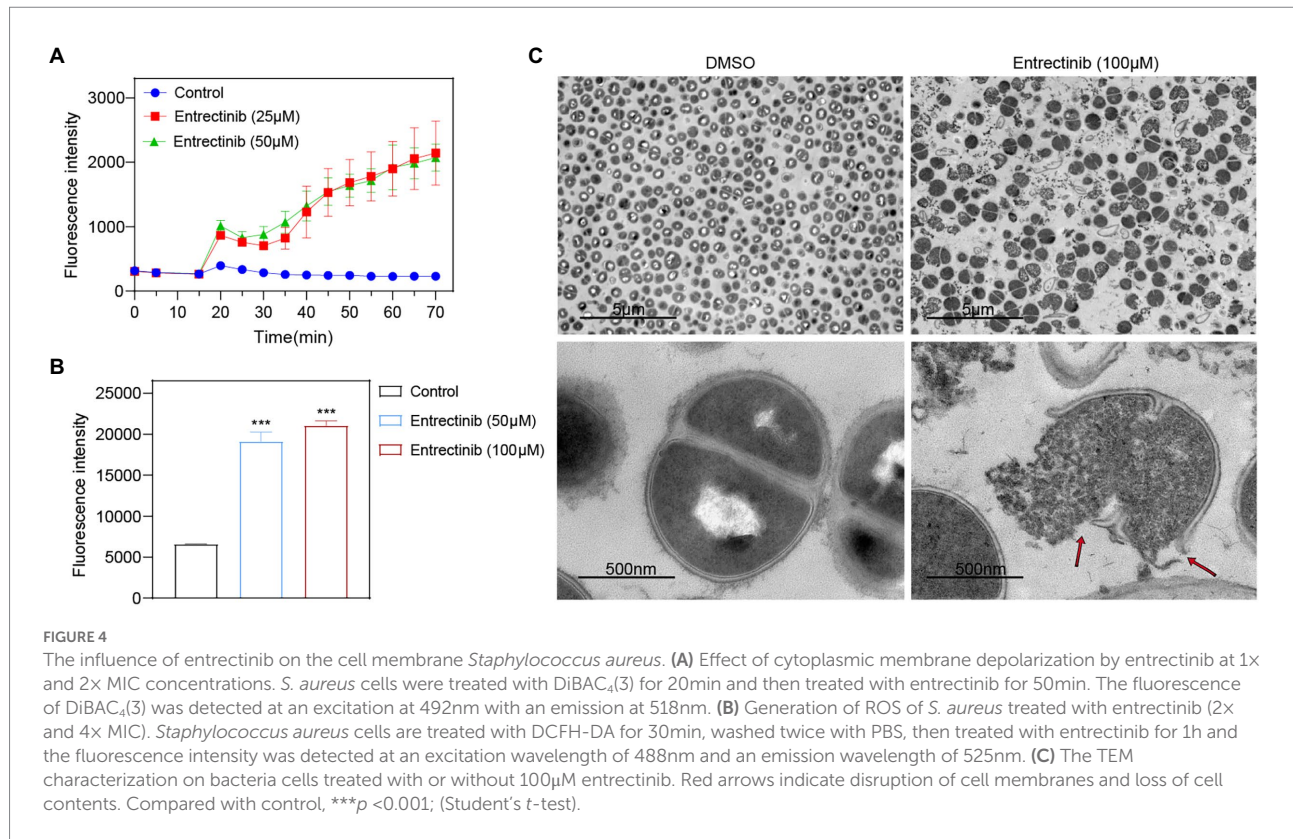 A
Fluorescence intensity
3000
2000
1000
0
0
10
20
30
40
50
60
70
Time(min)
Control
Entrectinib (25μM)
Entrectinib (50μM)
B
Fluorescence intensity
25000
20000
15000
10000
5000
0
***
***
Control
Entrectinib (50μM)
Entrectinib (100μM)
C
DMSO
Entrectinib (100μM)
5μm
5μm
500nm
500nm
FIGURE 4
The influence of entrectinib on the cell membrane Staphylococcus aureus. (A) Effect of cytoplasmic membrane depolarization by entrectinib at 1×
and 2× MIC concentrations. S. aureus cells were treated with DiBAC₄(3) for 20min and then treated with entrectinib for 50min. The fluorescence
of DiBAC₄(3) was detected at an excitation at 492nm with an emission at 518nm. (B) Generation of ROS of S. aureus treated with entrectinib (2×
and 4× MIC). Staphylococcus aureus cells are treated with DCFH-DA for 30min, washed twice with PBS, then treated with entrectinib for 1h and
the fluorescence intensity was detected at an excitation wavelength of 488nm and an emission wavelength of 525nm. (C) The TEM
characterization on bacteria cells treated with or without 100μM entrectinib. Red arrows indicate disruption of cell membranes and loss of cell
contents. Compared with control, ***p <0.001; (Student's t-test).